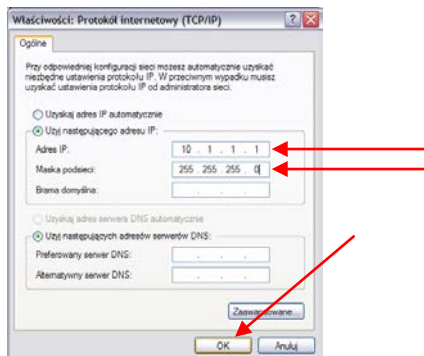 Właściwości: Protokół internetowy (TCP/IP)
Ogólne
Przy odpowiedniej konfiguracji sieci możesz automatycznie uzyskać
niezbędne ustawienia protokołu IP. W przeciwnym wypadku musisz
uzyskać ustawienia protokołu IP od administratora sieci.
Uzyskaj adres IP automatycznie
Użyj następującego adresu IP:
Adres IP: 10 . 1 . 1 . 1
Maska podsieci: 255 . 255 . 255 . 0
Brama domyślna: . . .
Uzyskaj adres serwera DNS automatycznie
Użyj następujących adresów serwerów DNS:
Preferowany serwer DNS: . . .
Alternatywny serwer DNS: . . .
Zaawansowane...
OK Anuluj